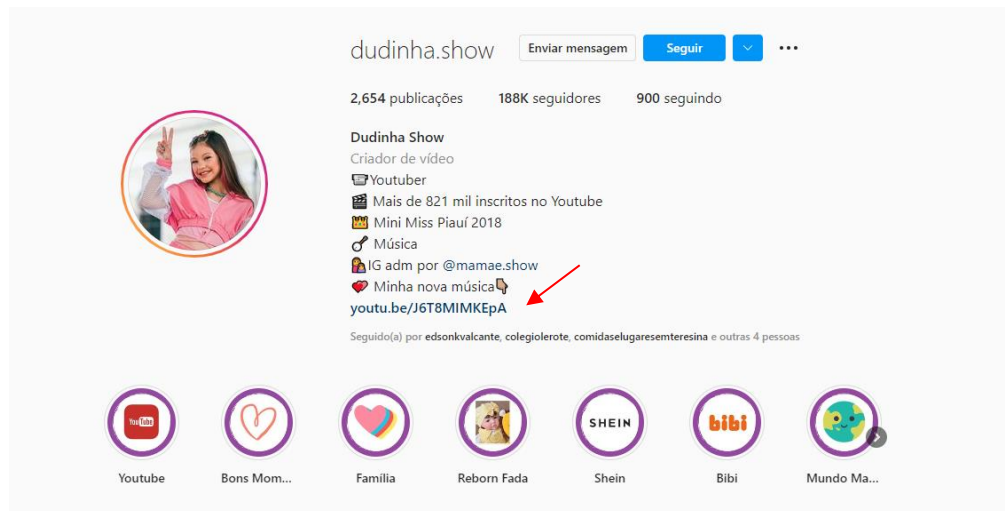 dudinha.show Enviar mensagem Seguir
2,654 publicações 188K seguidores 900 seguindo
Dudinha Show
Criador de vídeo
Youtuber
Mais de 821 mil inscritos no Youtube
Mini Miss Piauí 2018
Música
IG adm por @mamae.show
Minha nova música
youtu.be/J6T8MIMKEpA
Seguido(a) por edsonkvalcante, colegiolerote, comidaselugaresemteresina e outras 4 pessoas
YouTube SHEIN bibi
Youtube Bons Mom... Família Reborn Fada Shein Bibi Mundo Ma...